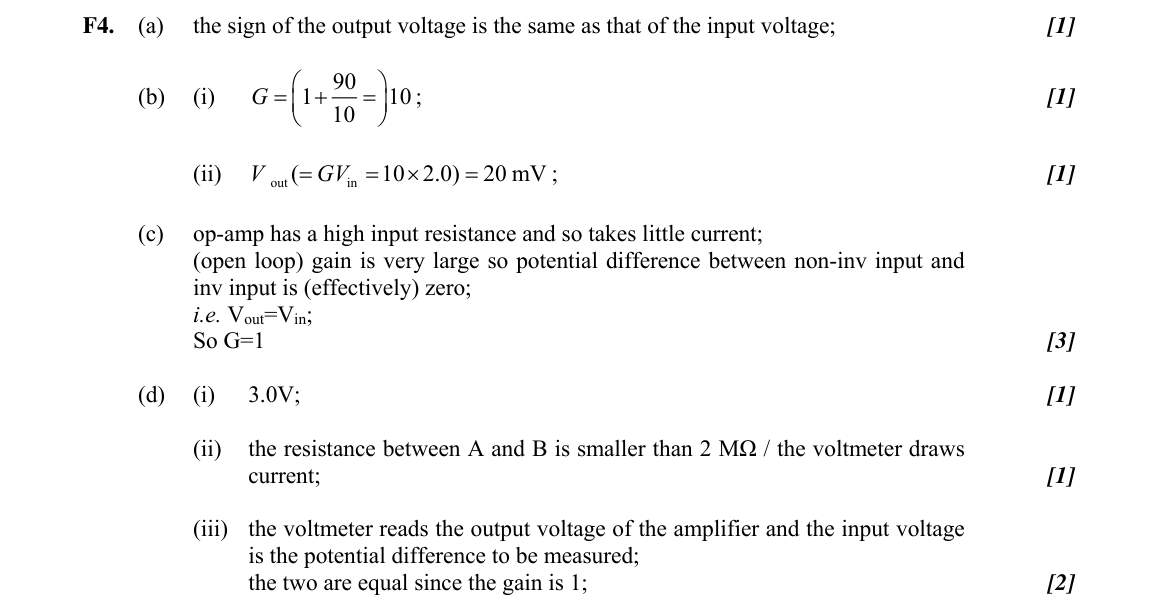 F4. (a) the sign of the output voltage is the same as that of the input voltage; [1]
(b) (i) G = (1 + 90/10 = ) 10 ; [1]
(ii) V out (= GV in = 10 × 2.0) = 20 mV ; [1]
(c) op-amp has a high input resistance and so takes little current;
(open loop) gain is very large so potential difference between non-inv input and
inv input is (effectively) zero;
i.e. Vout=Vin;
So G=1 [3]
(d) (i) 3.0V; [1]
(ii) the resistance between A and B is smaller than 2 MΩ / the voltmeter draws
current; [1]
(iii) the voltmeter reads the output voltage of the amplifier and the input voltage
is the potential difference to be measured;
the two are equal since the gain is 1; [2]